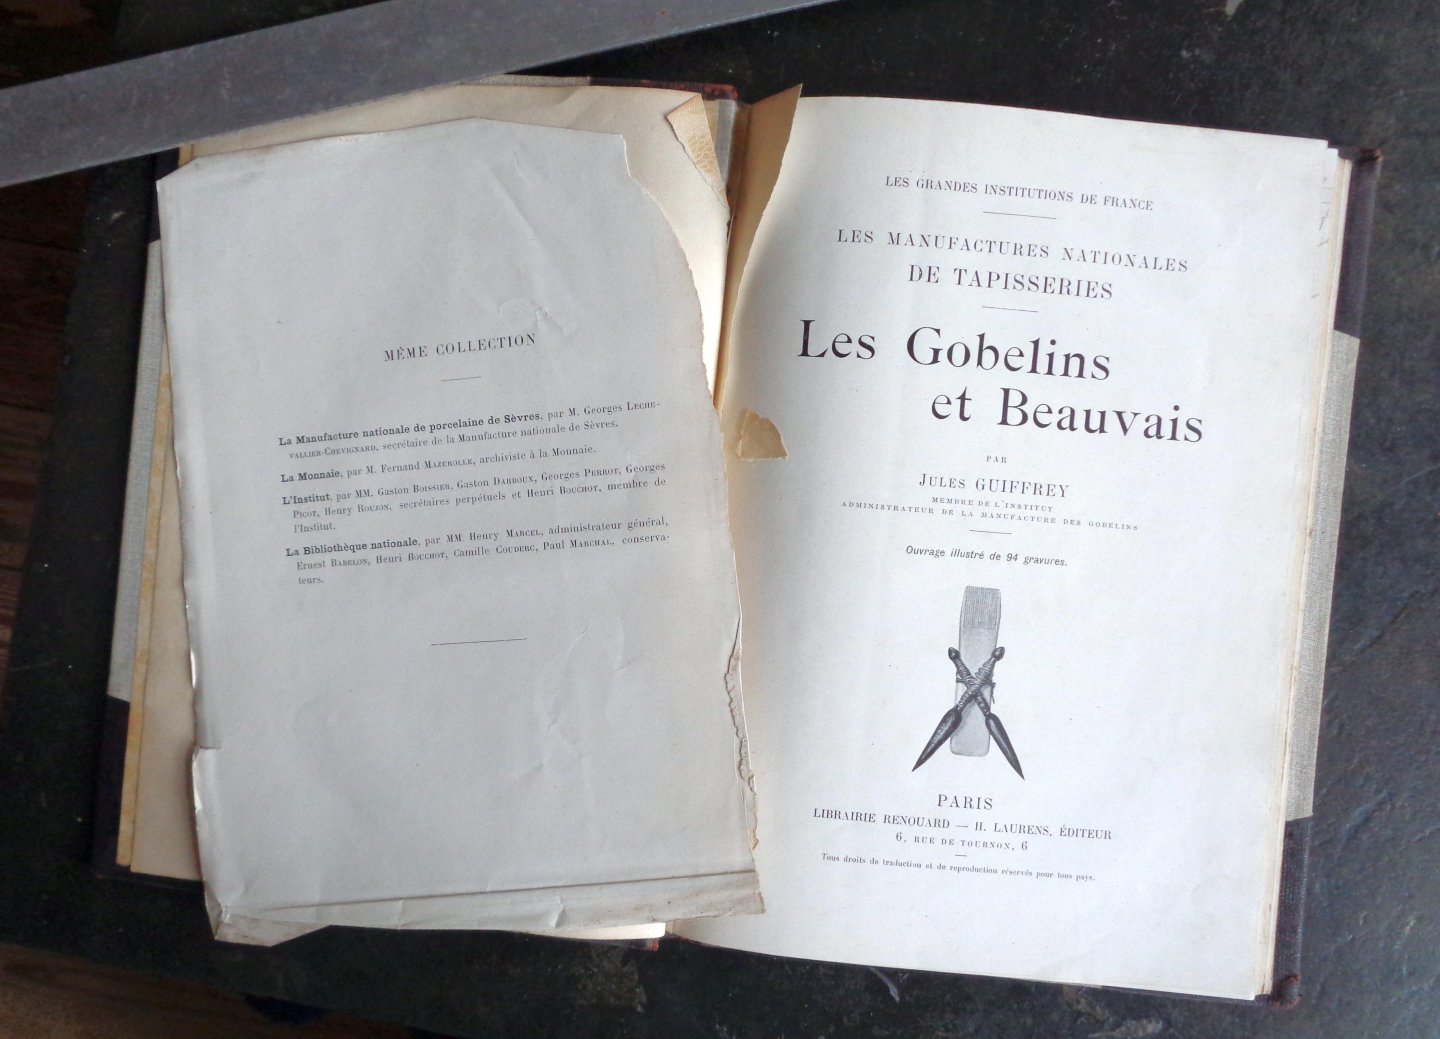 MÊME COLLECTION
La Manufacture nationale de porcelaine de Sèvres, par M. Georges LECHE-
VALLIER-CHEVIGNARD, secrétaire de la Manufacture nationale de Sèvres.
La Monnaie, par M. Fernand MAZEROLLE, archiviste à la Monnaie.
L'Institut, par MM. Gaston BOISSIER, Gaston DARBOUX, Georges PERROT, Georges
PICOT, Henry ROUJON, secrétaires perpétuels et Henri BOUCHOT, membre de
l'Institut.
La Bibliothèque nationale, par MM Henry MARCEL, administrateur général,
Ernest BABELON, Henri BOUCHOT, Camille COUDERC, Paul MARCHAL, conserva-
teurs.
LES GRANDES INSTITUTIONS DE FRANCE
LES MANUFACTURES NATIONALES
DE TAPISSERIES
Les Gobelins
et Beauvais
PAR
JULES GUIFFREY
MEMBRE DE L'INSTITUT
ADMINISTRATEUR DE LA MANUFACTURE DES GOBELINS
Ouvrage illustré de 94 gravures.
PARIS
LIBRAIRIE RENOUARD — H. LAURENS, ÉDITEUR
6, RUE DE TOURNON, 6
Tous droits de traduction et de reproduction réservés pour tous pays.